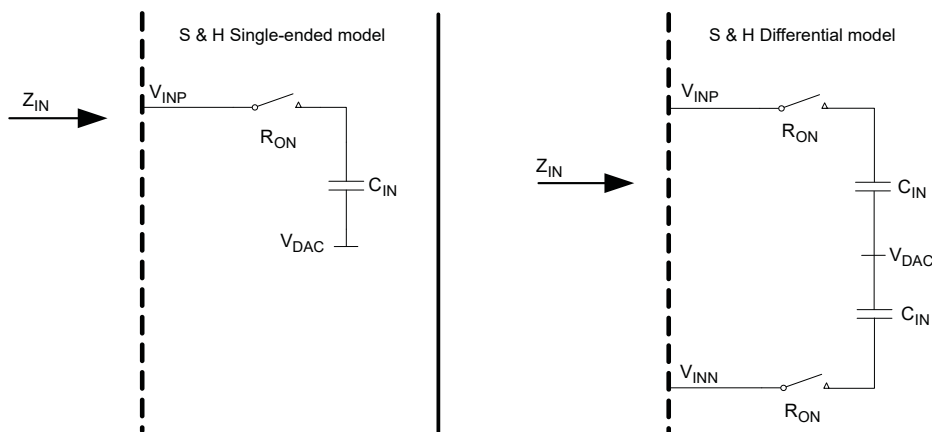 S & H Single-ended model
V_INP
Z_IN
R_ON
C_IN
V_DAC
S & H Differential model
V_INP
R_ON
Z_IN
C_IN
V_DAC
C_IN
V_INN
R_ON